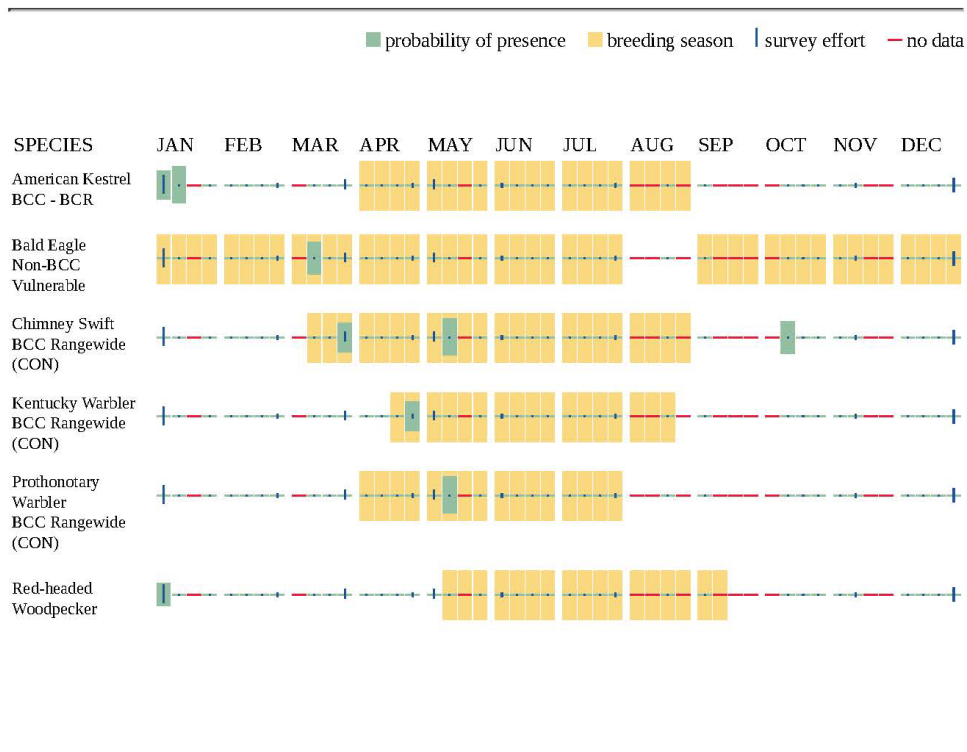 probability of presence breeding season survey effort no data
SPECIES JAN FEB MAR APR MAY JUN JUL AUG SEP OCT NOV DEC
American Kestrel
BCC - BCR
Bald Eagle
Non-BCC
Vulnerable
Chimney Swift
BCC Rangewide
(CON)
Kentucky Warbler
BCC Rangewide
(CON)
Prothonotary
Warbler
BCC Rangewide
(CON)
Red-headed
Woodpecker